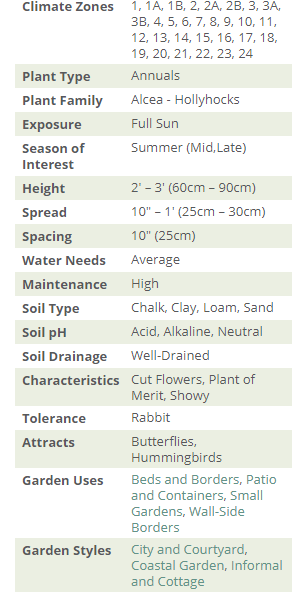 Climate Zones 1, 1A, 1B, 2, 2A, 2B, 3, 3A,
3B, 4, 5, 6, 7, 8, 9, 10, 11,
12, 13, 14, 15, 16, 17, 18,
19, 20, 21, 22, 23, 24
Plant Type Annuals
Plant Family Alcea - Hollyhocks
Exposure Full Sun
Season of Interest Summer (Mid,Late)
Height 2' – 3' (60cm – 90cm)
Spread 10" – 1' (25cm – 30cm)
Spacing 10" (25cm)
Water Needs Average
Maintenance High
Soil Type Chalk, Clay, Loam, Sand
Soil pH Acid, Alkaline, Neutral
Soil Drainage Well-Drained
Characteristics Cut Flowers, Plant of
Merit, Showy
Tolerance Rabbit
Attracts Butterflies,
Hummingbirds
Garden Uses Beds and Borders, Patio
and Containers, Small
Gardens, Wall-Side
Borders
Garden Styles City and Courtyard,
Coastal Garden, Informal
and Cottage